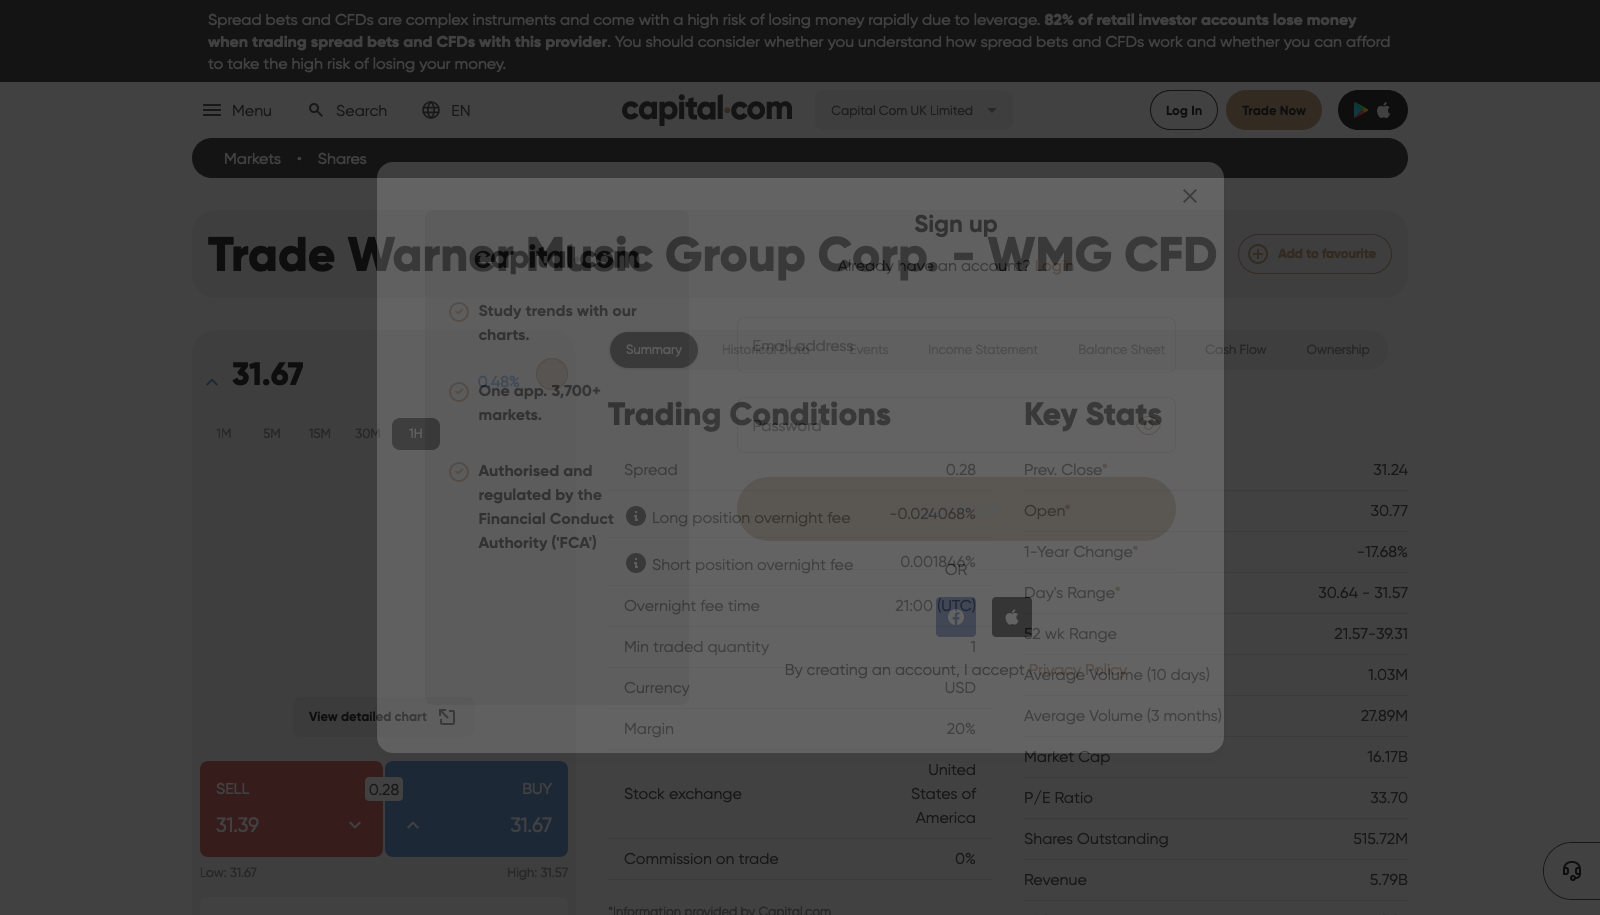 Spread bets and CFDs are complex instruments and come with a high risk of losing money rapidly due to leverage. 82% of retail investor accounts lose money
when trading spread bets and CFDs with this provider. You should consider whether you understand how spread bets and CFDs work and whether you can afford
to take the high risk of losing your money.
Menu Search EN capital.com Capital Com UK Limited Log In Trade Now
Markets • Shares
Trade Warner Music Group Corp. - WMG CFD
Add to favourite
capital.com
Study trends with our
charts.
One app. 3,700+
markets.
Authorised and
regulated by the
Financial Conduct
Authority ('FCA')
Sign up
Already have an account? Login
Email address
Password
OR
By creating an account, I accept Privacy Policy
31.67
0.48%
1M 5M 15M 30M 1H
View detailed chart
SELL
31.39
0.28
BUY
31.67
Low: 31.67
High: 31.57
Summary Historical Data Events Income Statement Balance Sheet Cash Flow Ownership
Trading Conditions
Spread 0.28
Long position overnight fee -0.024068%
Short position overnight fee 0.001846%
Overnight fee time 21:00 (UTC)
Min traded quantity 1
Currency USD
Margin 20%
Stock exchange United
States of
America
Commission on trade 0%
*Information provided by Capital.com
Key Stats
Prev. Close* 31.24
Open* 30.77
1-Year Change* -17.68%
Day's Range* 30.64 - 31.57
52 wk Range 21.57-39.31
Average Volume (10 days) 1.03M
Average Volume (3 months) 27.89M
Market Cap 16.17B
P/E Ratio 33.70
Shares Outstanding 515.72M
Revenue 5.79B